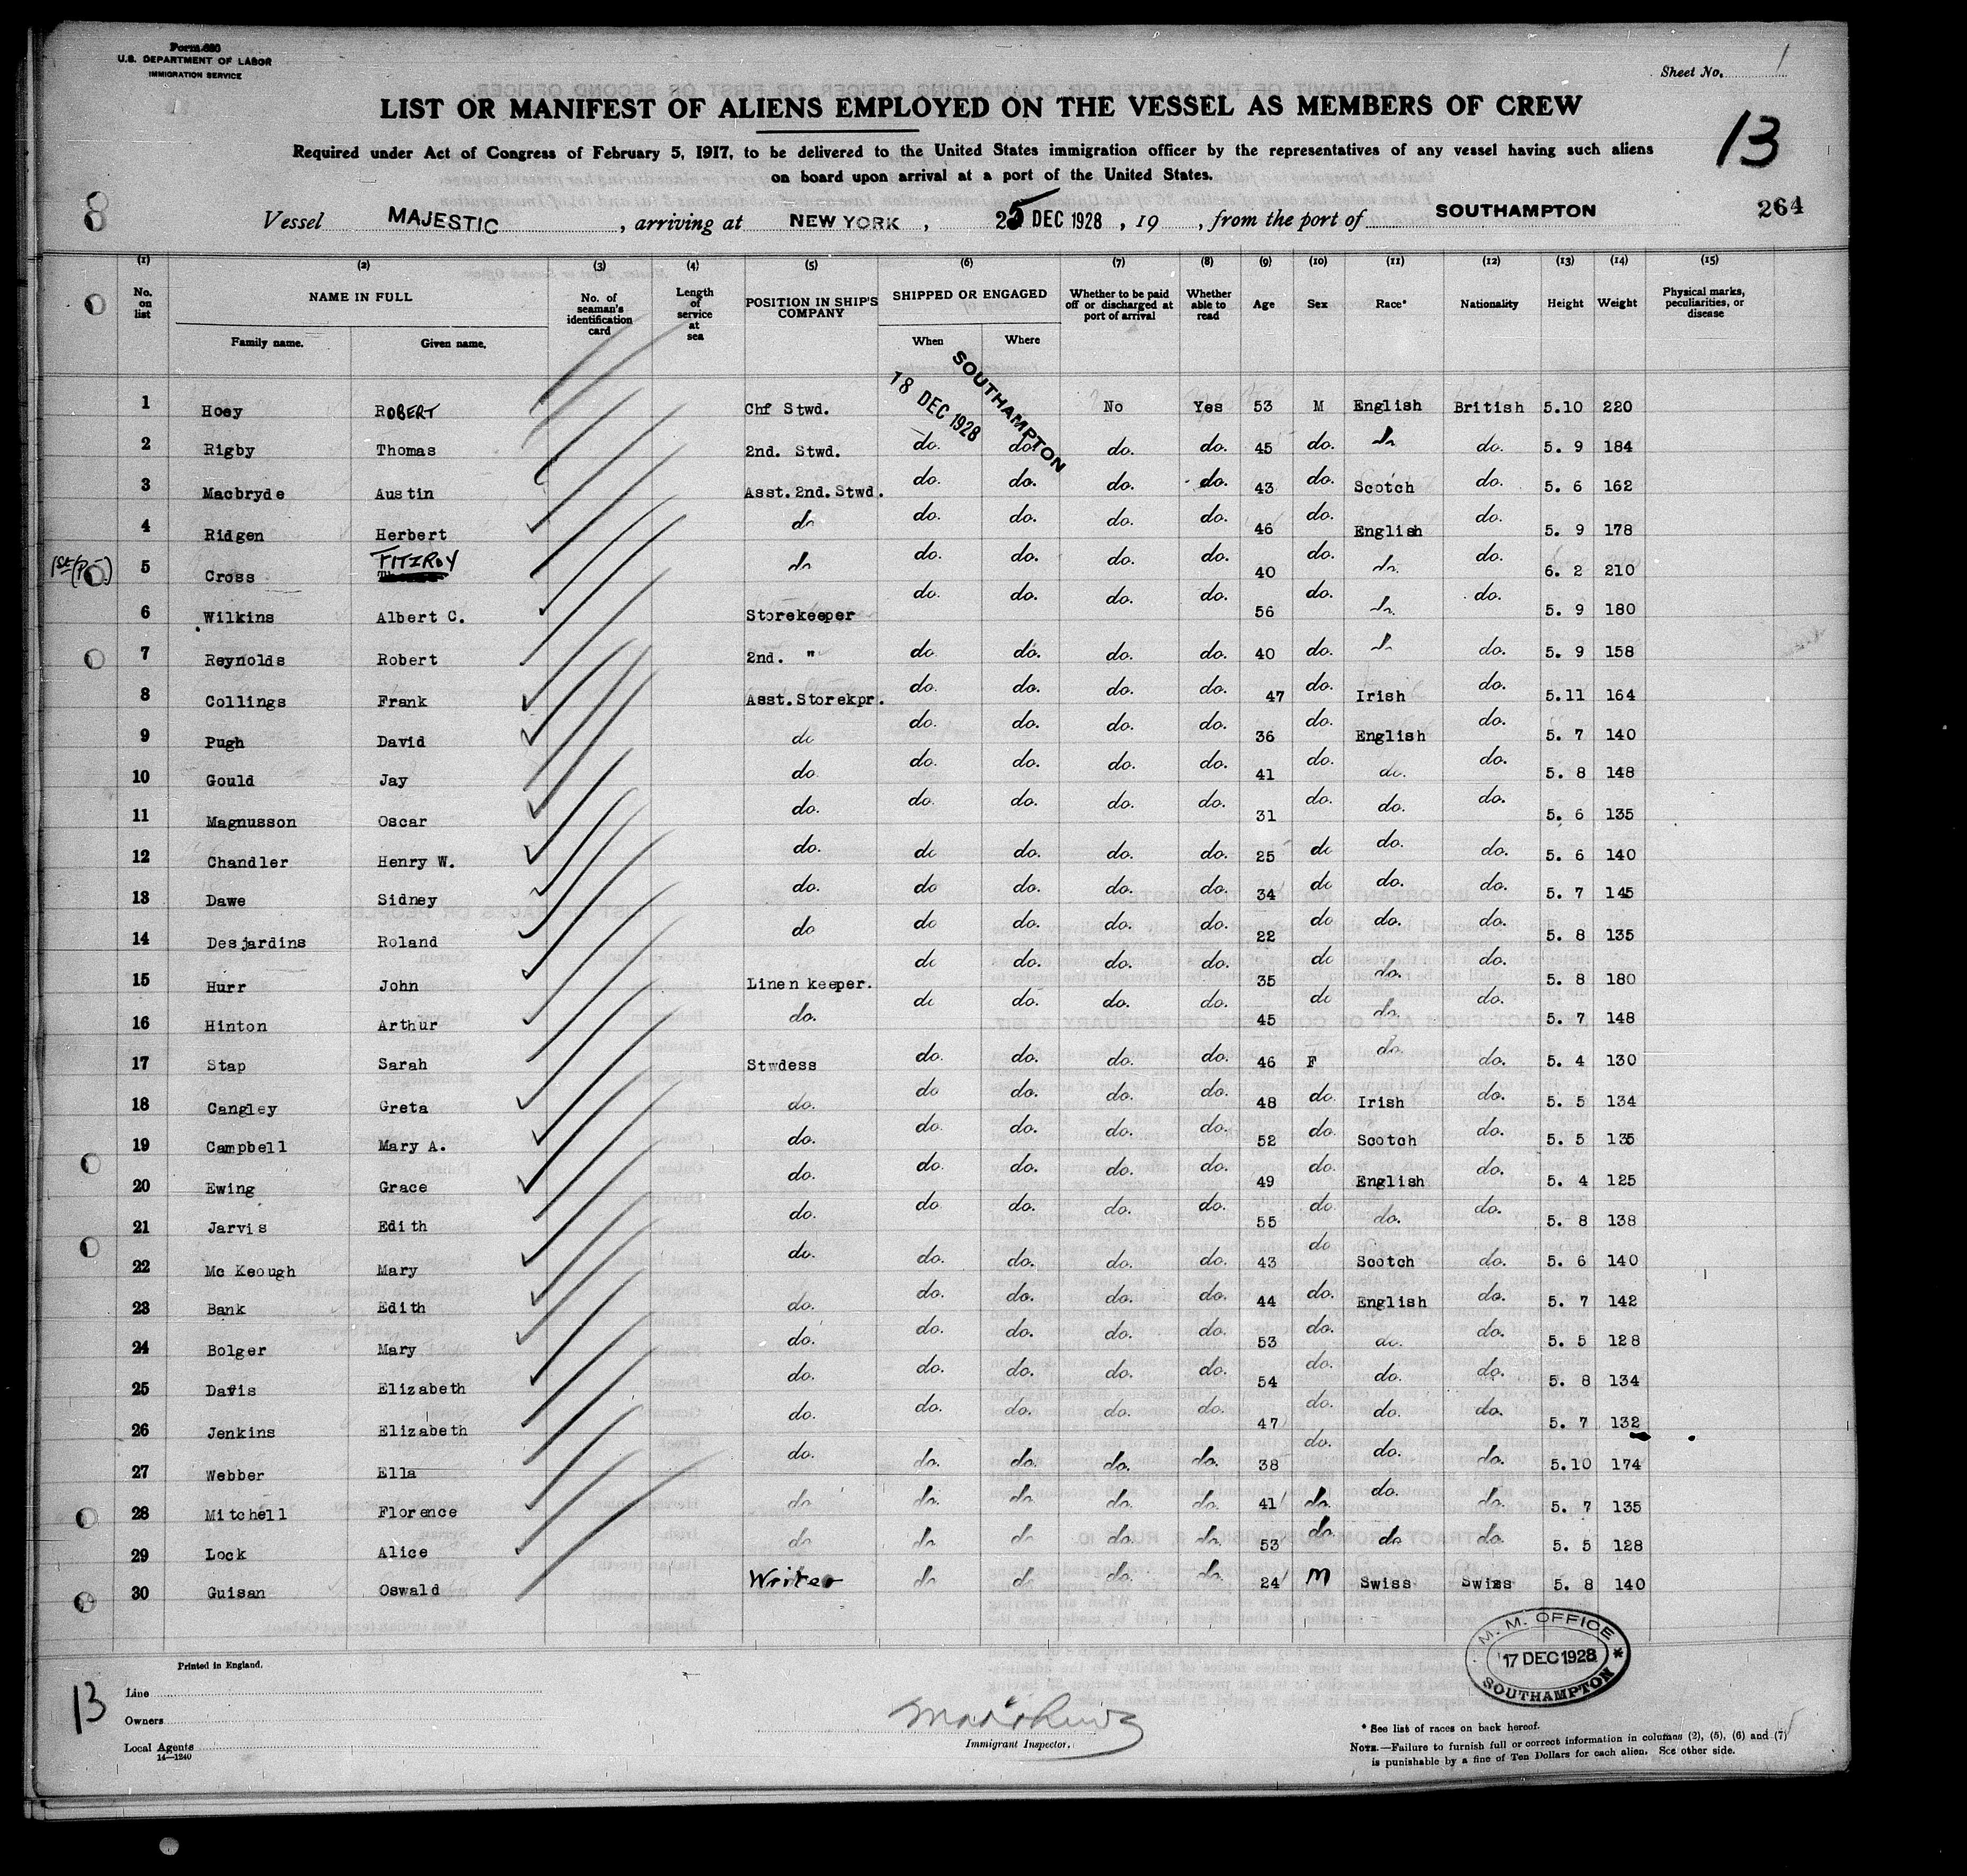 Form 680
U.S. DEPARTMENT OF LABOR
IMMIGRATION SERVICE
Sheet No. 1
LIST OR MANIFEST OF ALIENS EMPLOYED ON THE VESSEL AS MEMBERS OF CREW
13
Required under Act of Congress of February 5, 1917, to be delivered to the United States immigration officer by the representatives of any vessel having such aliens
on board upon arrival at a port of the United States.
8
Vessel MAJESTIC, arriving at NEW YORK, 25 DEC 1928, 19, from the port of SOUTHAMPTON 264
(1) (2) (3) (4) (5) (6) (7) (8) (9) (10) (11) (12) (13) (14) (15)
No. on list NAME IN FULL No. of seaman's identification card Length of service at sea POSITION IN SHIP'S COMPANY SHIPPED OR ENGAGED Whether to be paid off or discharged at port of arrival Whether able to read Age Sex Race* Nationality Height Weight Physical marks, peculiarities, or disease
Family name. Given name. When Where
18 DEC 1928 SOUTHAMPTON
1 Hoey ROBERT Chf Stwd. No Yes 53 M English British 5.10 220
2 Rigby Thomas 2nd. Stwd. do. do. do. do. 45 do. do. do. 5. 9 184
3 Macbryde Austin Asst.2nd.Stwd. do. do. do. do. 43 do. Scotch do. 5. 6 162
4 Ridgen Herbert do do. do. do. do. 46 do. English do. 5. 9 178
1st (P) 5 Cross FITZROY do do. do. do. do. 40 do. do. do. 6. 2 210
6 Wilkins Albert C. Storekeeper do. do. do. do. 56 do. do. do. 5. 9 180
7 Reynolds Robert 2nd. " do do. do. do. 40 do. do do. 5. 9 158
8 Collings Frank Asst.Storekpr. do. do. do. do. 47 do. Irish do. 5.11 164
9 Pugh David do do. do. do. do. 36 do. English do. 5. 7 140
10 Gould Jay do do. do. do. do. 41 do. do. do. 5. 8 148
11 Magnusson Oscar do. do. do. do. do. 31 do. do. do. 5. 6 135
12 Chandler Henry W. do. do do. do. do. 25 do do. do. 5. 6 140
13 Dawe Sidney do. do do. do. do. 34 do do. do. 5. 7 145
14 Desjardins Roland do do do. do. do. 22 do do. do. 5. 8 135
15 Hurr John Linen keeper. do do. do. do. 35 do do. do. 5. 8 180
16 Hinton Arthur do. do do. do. do. 45 do do. do. 5. 7 148
17 Stap Sarah Stwdess do. do. do. do. 46 F do. do. 5. 4 130
18 Cangley Greta do. do do. do. do. 48 do. Irish do. 5. 5 134
19 Campbell Mary A. do. do. do. do. do. 52 do. Scotch do. 5. 5 135
20 Ewing Grace do. do. do. do. do. 49 do. English do. 5. 4 125
21 Jarvis Edith do. do do. do. do. 55 do. do. do. 5. 8 138
22 Mc Keough Mary do. do. do. do. do. 43 do Scotch do. 5. 6 140
23 Bank Edith do. do. do. do. do. 44 do. English do. 5. 7 142
24 Bolger Mary do. do. do. do. do. 53 do. do. do. 5. 5 128
25 Davis Elizabeth do. do. do. do. do. 54 do. do. do. 5. 8 134
26 Jenkins Elizabeth do. do. do. do. do. 47 do. do. do. 5. 7 132
27 Webber Ella do. do. do. do. do. 38 do. do. do. 5.10 174
28 Mitchell Florence do do. do. do. do. 41 do. do. do. 5. 7 135
29 Lock Alice do do. do do. do. 53 do. do do. 5. 5 128
30 Guisan Oswald Writer do do do. do. 24 M Swiss Swiss 5. 8 140
M. M. OFFICE
17 DEC 1928
SOUTHAMPTON
Printed in England.
13
Line
Owners
Local Agents
14—1240
Immigrant Inspector.
* See list of races on back hereof.
NOTE.—Failure to furnish full or correct information in columns (2), (5), (6) and (7)
is punishable by a fine of Ten Dollars for each alien. See other side.